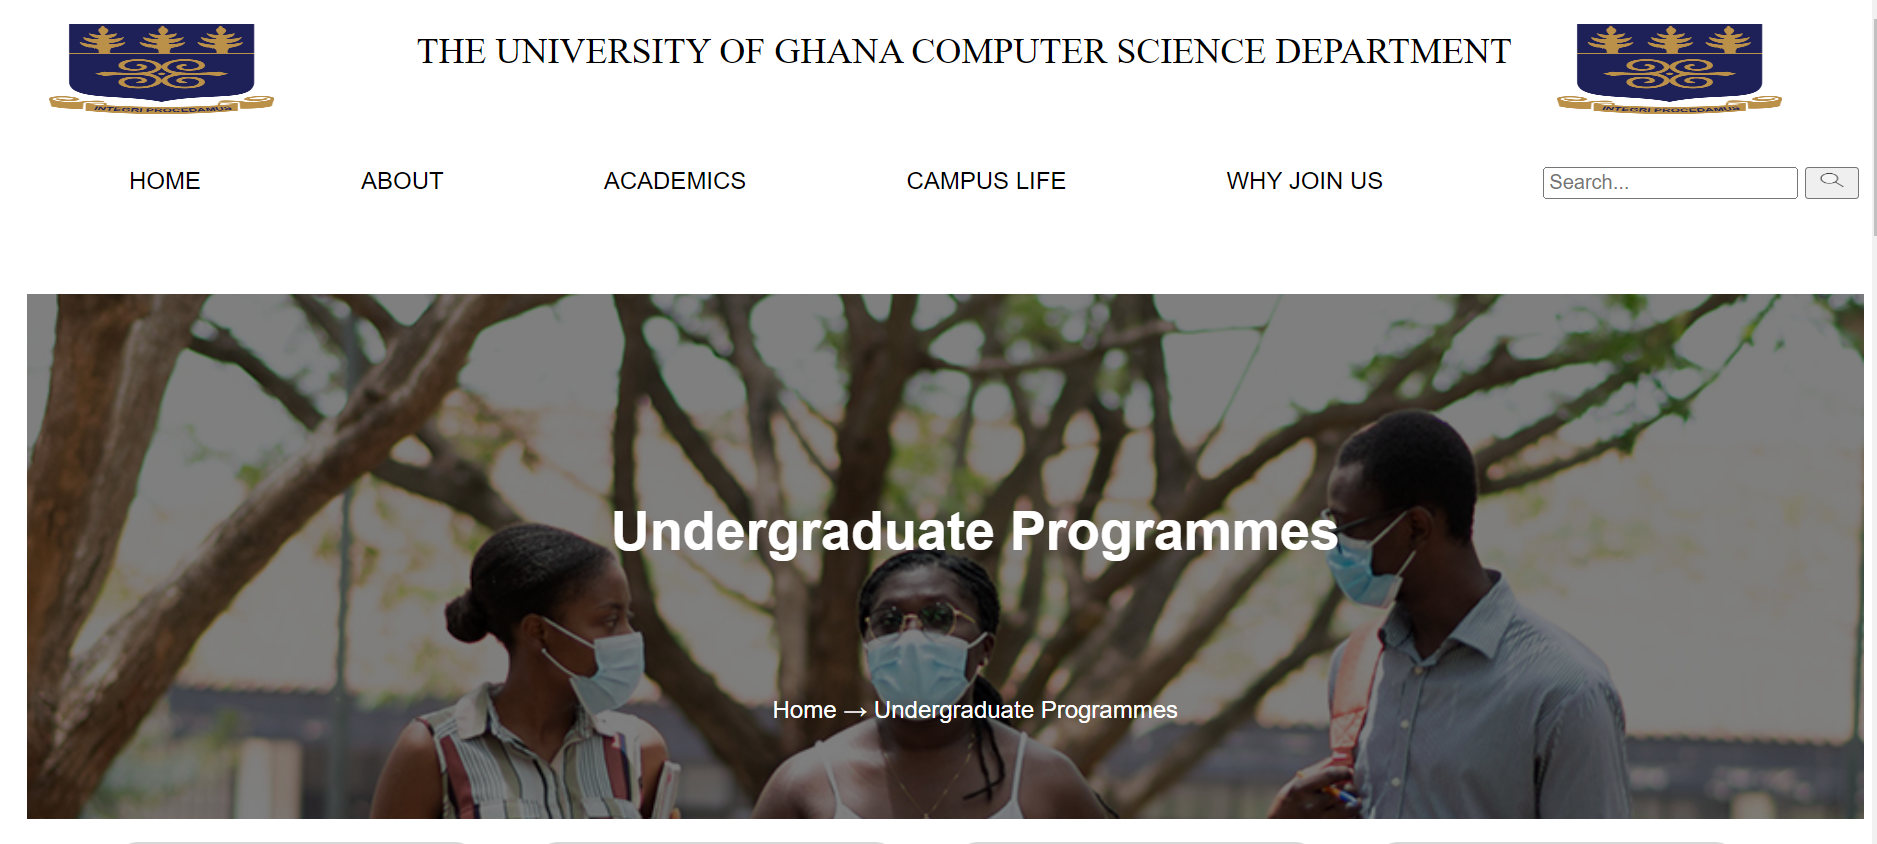 THE UNIVERSITY OF GHANA COMPUTER SCIENCE DEPARTMENT
INTEGRI PROCEDAMUS
INTEGRI PROCEDAMUS
HOME
ABOUT
ACADEMICS
CAMPUS LIFE
WHY JOIN US
Search...
Undergraduate Programmes
Home → Undergraduate Programmes